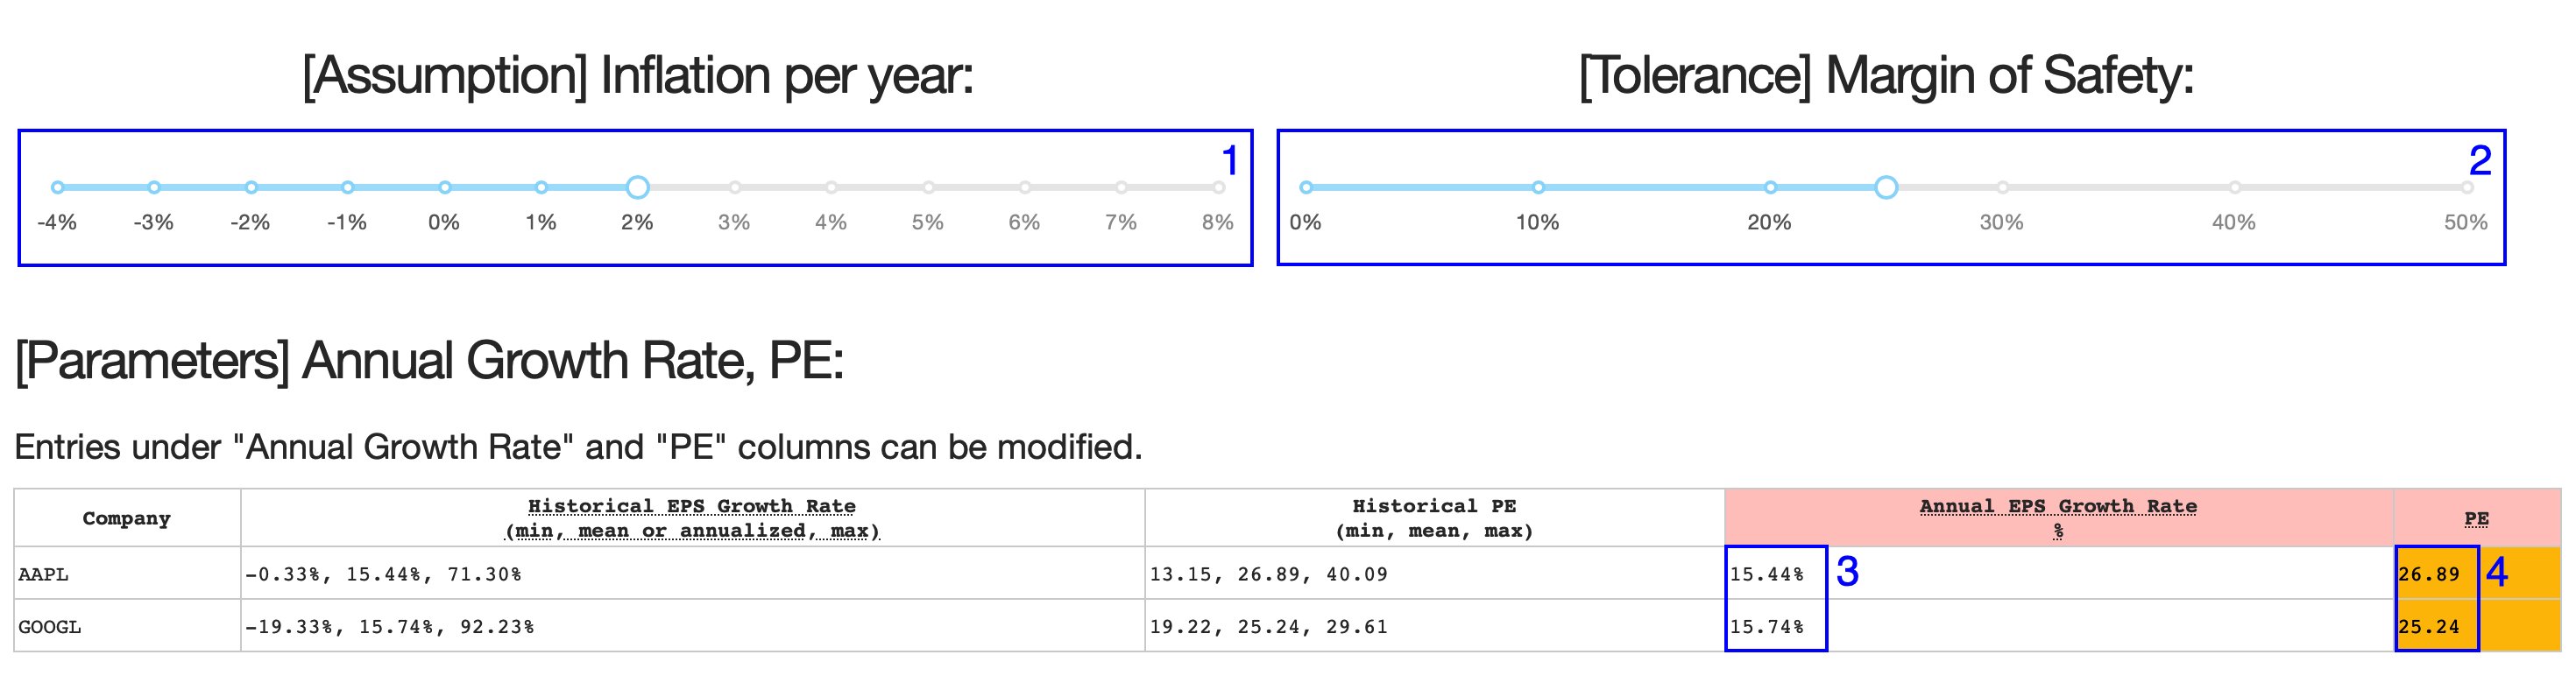 [Assumption] Inflation per year:
[Tolerance] Margin of Safety:
1
-4% -3% -2% -1% 0% 1% 2% 3% 4% 5% 6% 7% 8%
2
0% 10% 20% 30% 40% 50%
[Parameters] Annual Growth Rate, PE:
Entries under "Annual Growth Rate" and "PE" columns can be modified.
Company
Historical EPS Growth Rate
(min, mean or annualized, max)
Historical PE
(min, mean, max)
Annual EPS Growth Rate
%
PE
AAPL -0.33%, 15.44%, 71.30% 13.15, 26.89, 40.09 15.44% 3 26.89 4
GOOGL -19.33%, 15.74%, 92.23% 19.22, 25.24, 29.61 15.74% 25.24